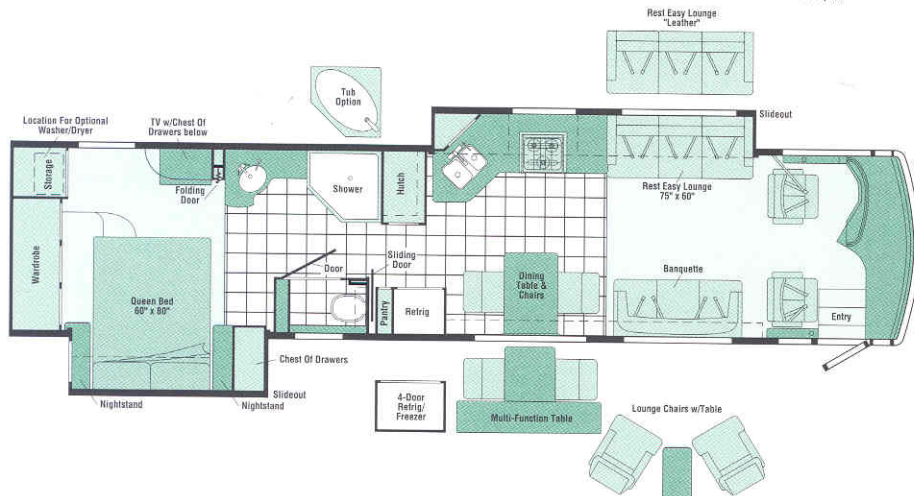 Rest Easy Lounge
"Leather"
Tub
Option
Slideout
Location For Optional
Washer/Dryer
TV w/Chest Of
Drawers below
Storage
Folding
Door
Shower
Hutch
Rest Easy Lounge
75" x 60"
Wardrobe
Door
Sliding
Door
Queen Bed
60" x 80"
Dining
Table &
Chairs
Banquette
Pantry
Refrig
Entry
Chest Of Drawers
Slideout
Nightstand
Nightstand
4-Door
Refrig/
Freezer
Multi-Function Table
Lounge Chairs w/Table